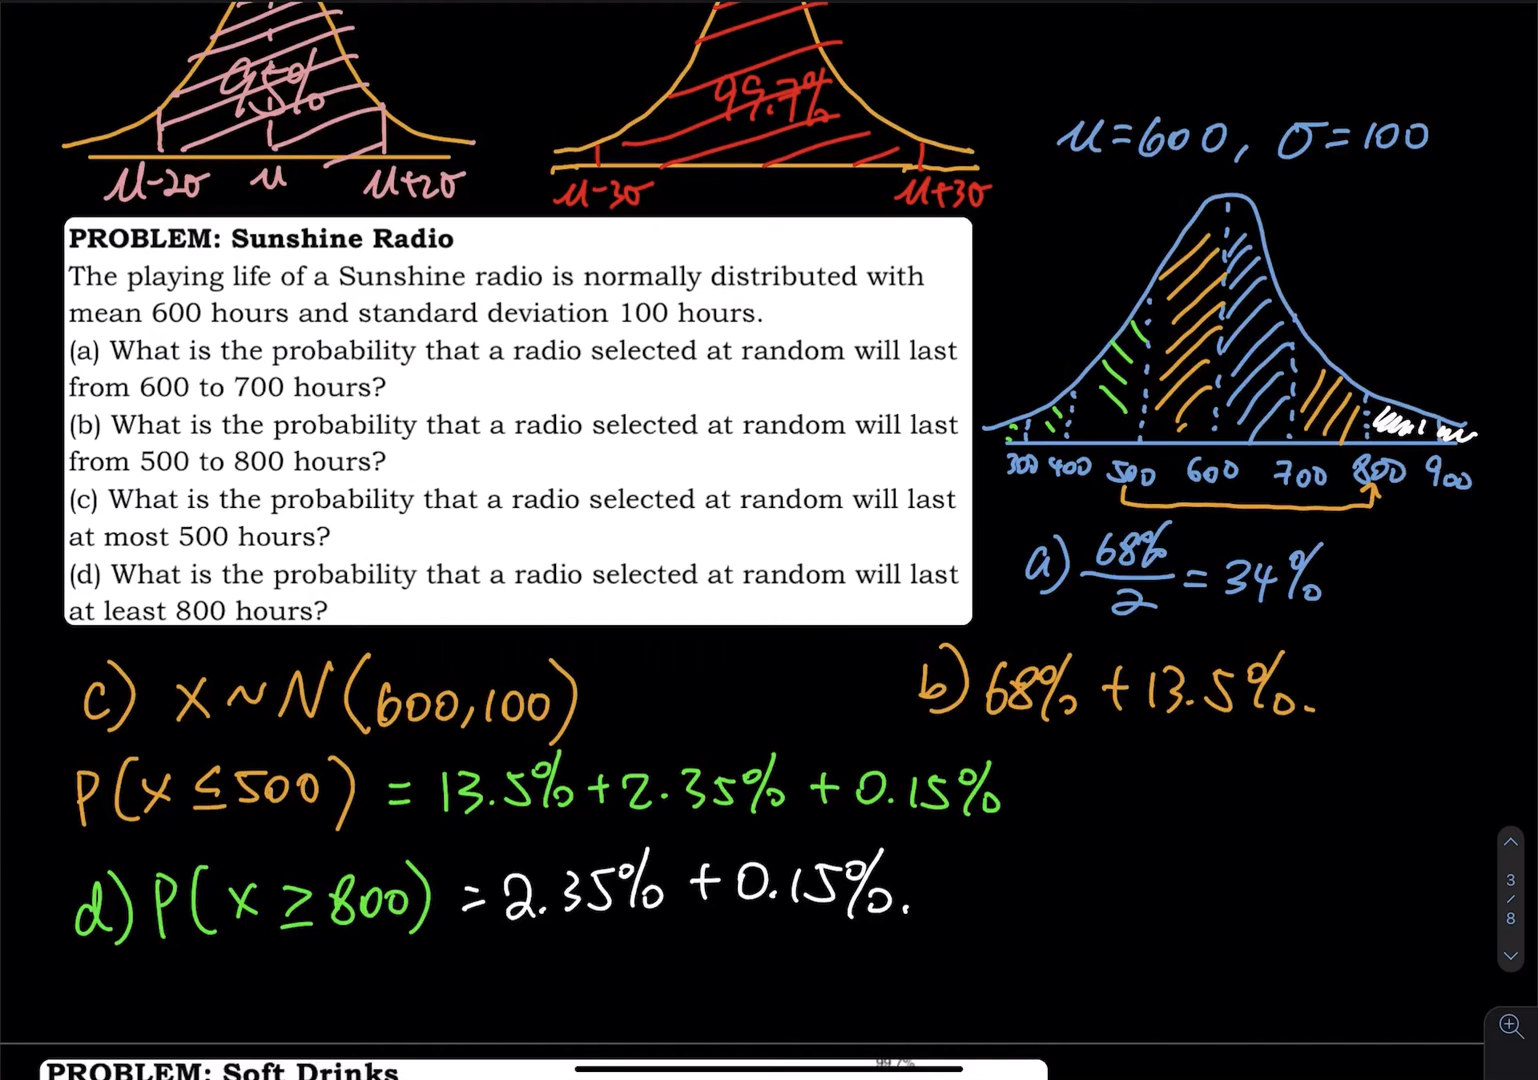 95%
99.7%
μ-2σ μ μ+2σ
μ-3σ μ+3σ
μ=600, σ=100
PROBLEM: Sunshine Radio
The playing life of a Sunshine radio is normally distributed with
mean 600 hours and standard deviation 100 hours.
(a) What is the probability that a radio selected at random will last
from 600 to 700 hours?
(b) What is the probability that a radio selected at random will last
from 500 to 800 hours?
(c) What is the probability that a radio selected at random will last
at most 500 hours?
(d) What is the probability that a radio selected at random will last
at least 800 hours?
300 400 500 600 700 800 900
a) 68%/2 = 34%
b) 68% + 13.5%.
c) X ~ N(600,100)
P(X ≤ 500) = 13.5% + 2.35% + 0.15%
d) P(X ≥ 800) = 2.35% + 0.15%.
3
/
8
PROBLEM: Soft Drinks
99.7%